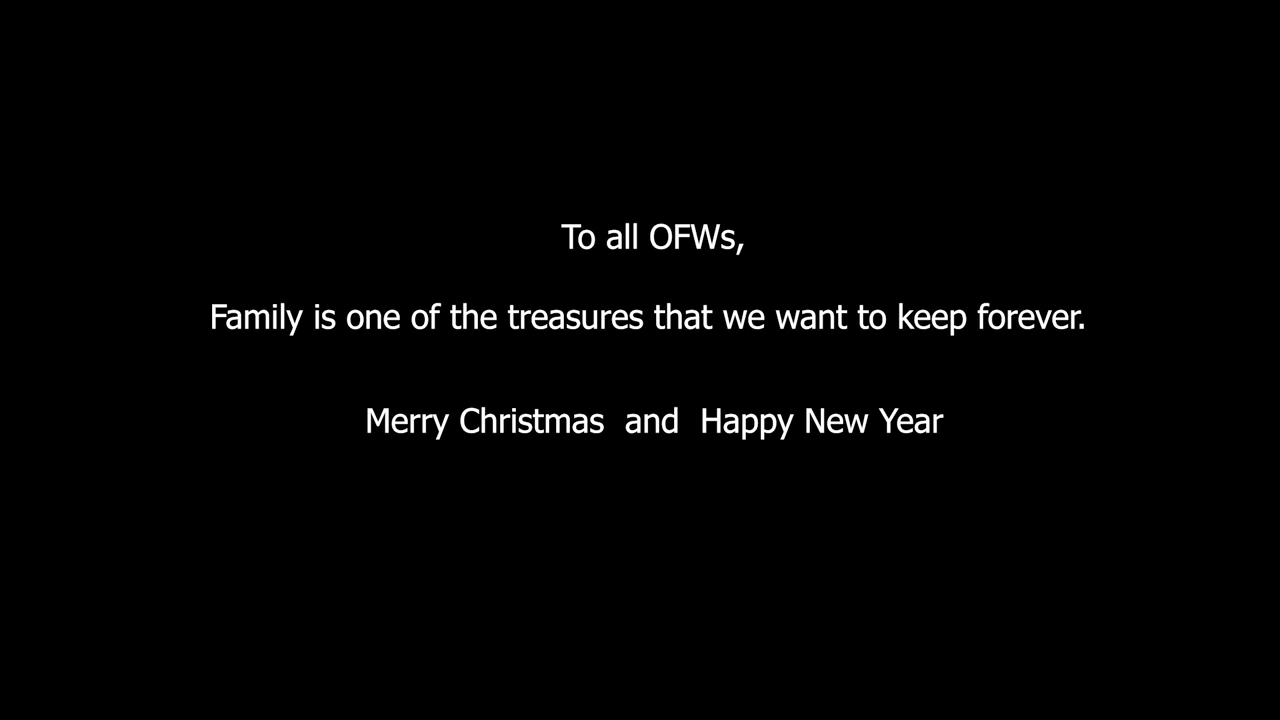 To all OFWs,
Family is one of the treasures that we want to keep forever.
Merry Christmas  and  Happy New Year